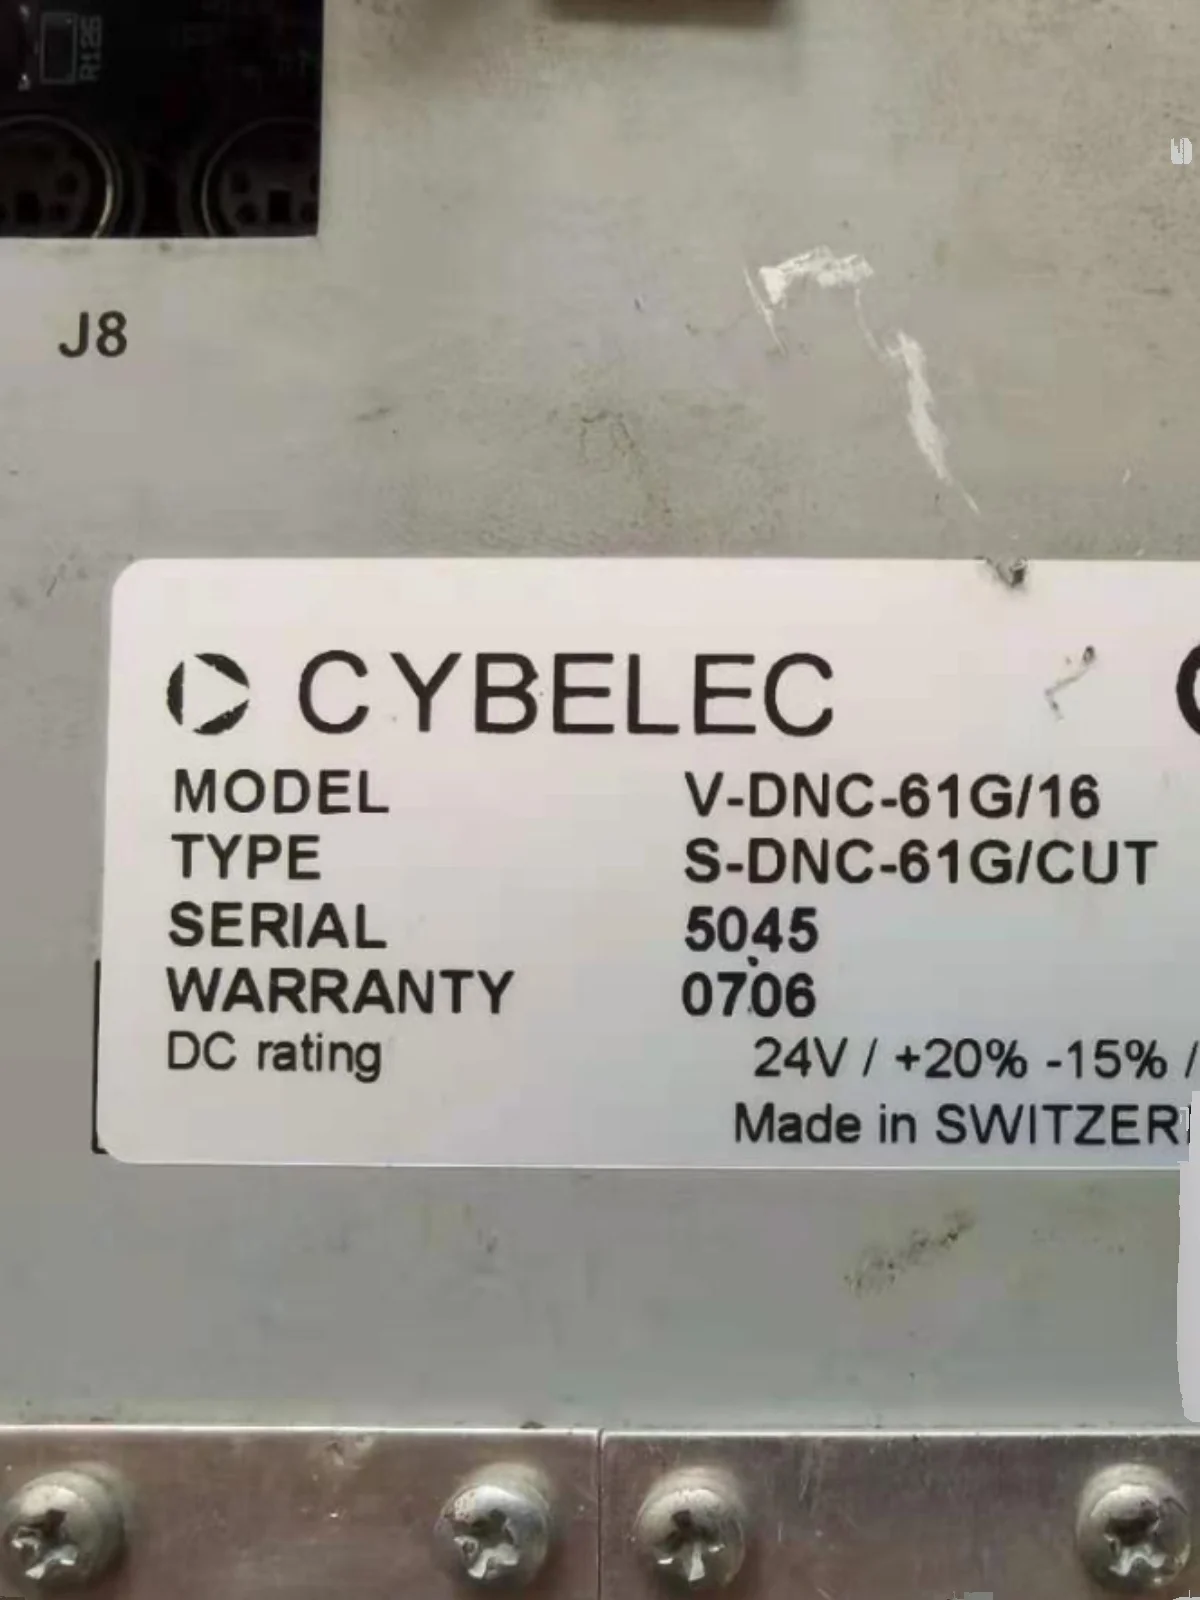 R126
J8
CYBELEC
MODEL V-DNC-61G/16
TYPE S-DNC-61G/CUT
SERIAL 5045
WARRANTY 0706
DC rating 24V / +20% -15% /
Made in SWITZER